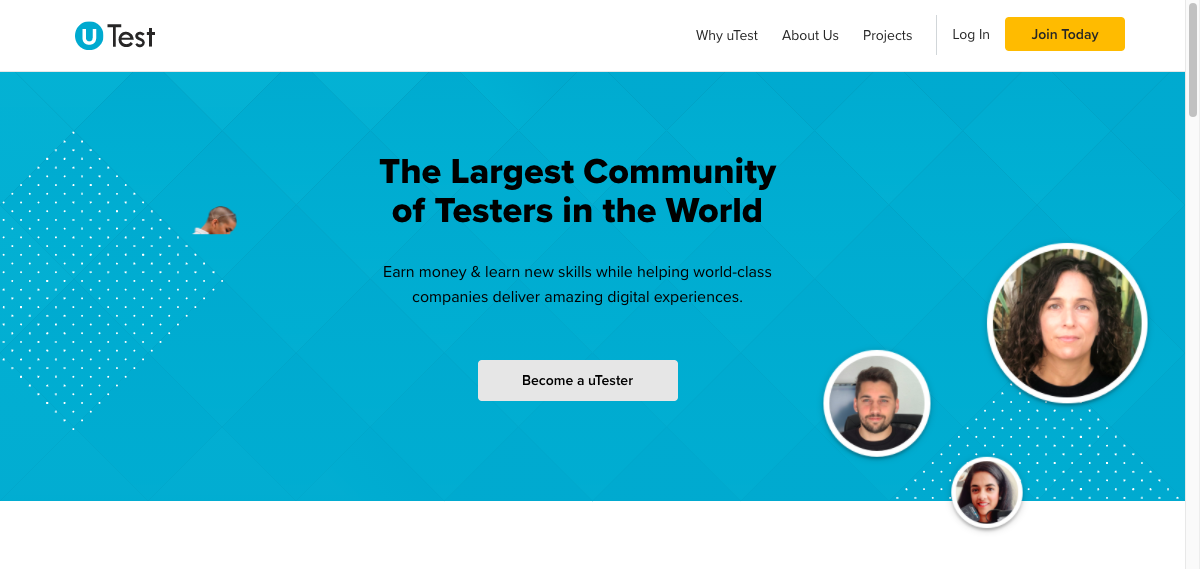 uTest
Why uTest
About Us
Projects
Log In
Join Today
The Largest Community
of Testers in the World
Earn money & learn new skills while helping world-class
companies deliver amazing digital experiences.
Become a uTester